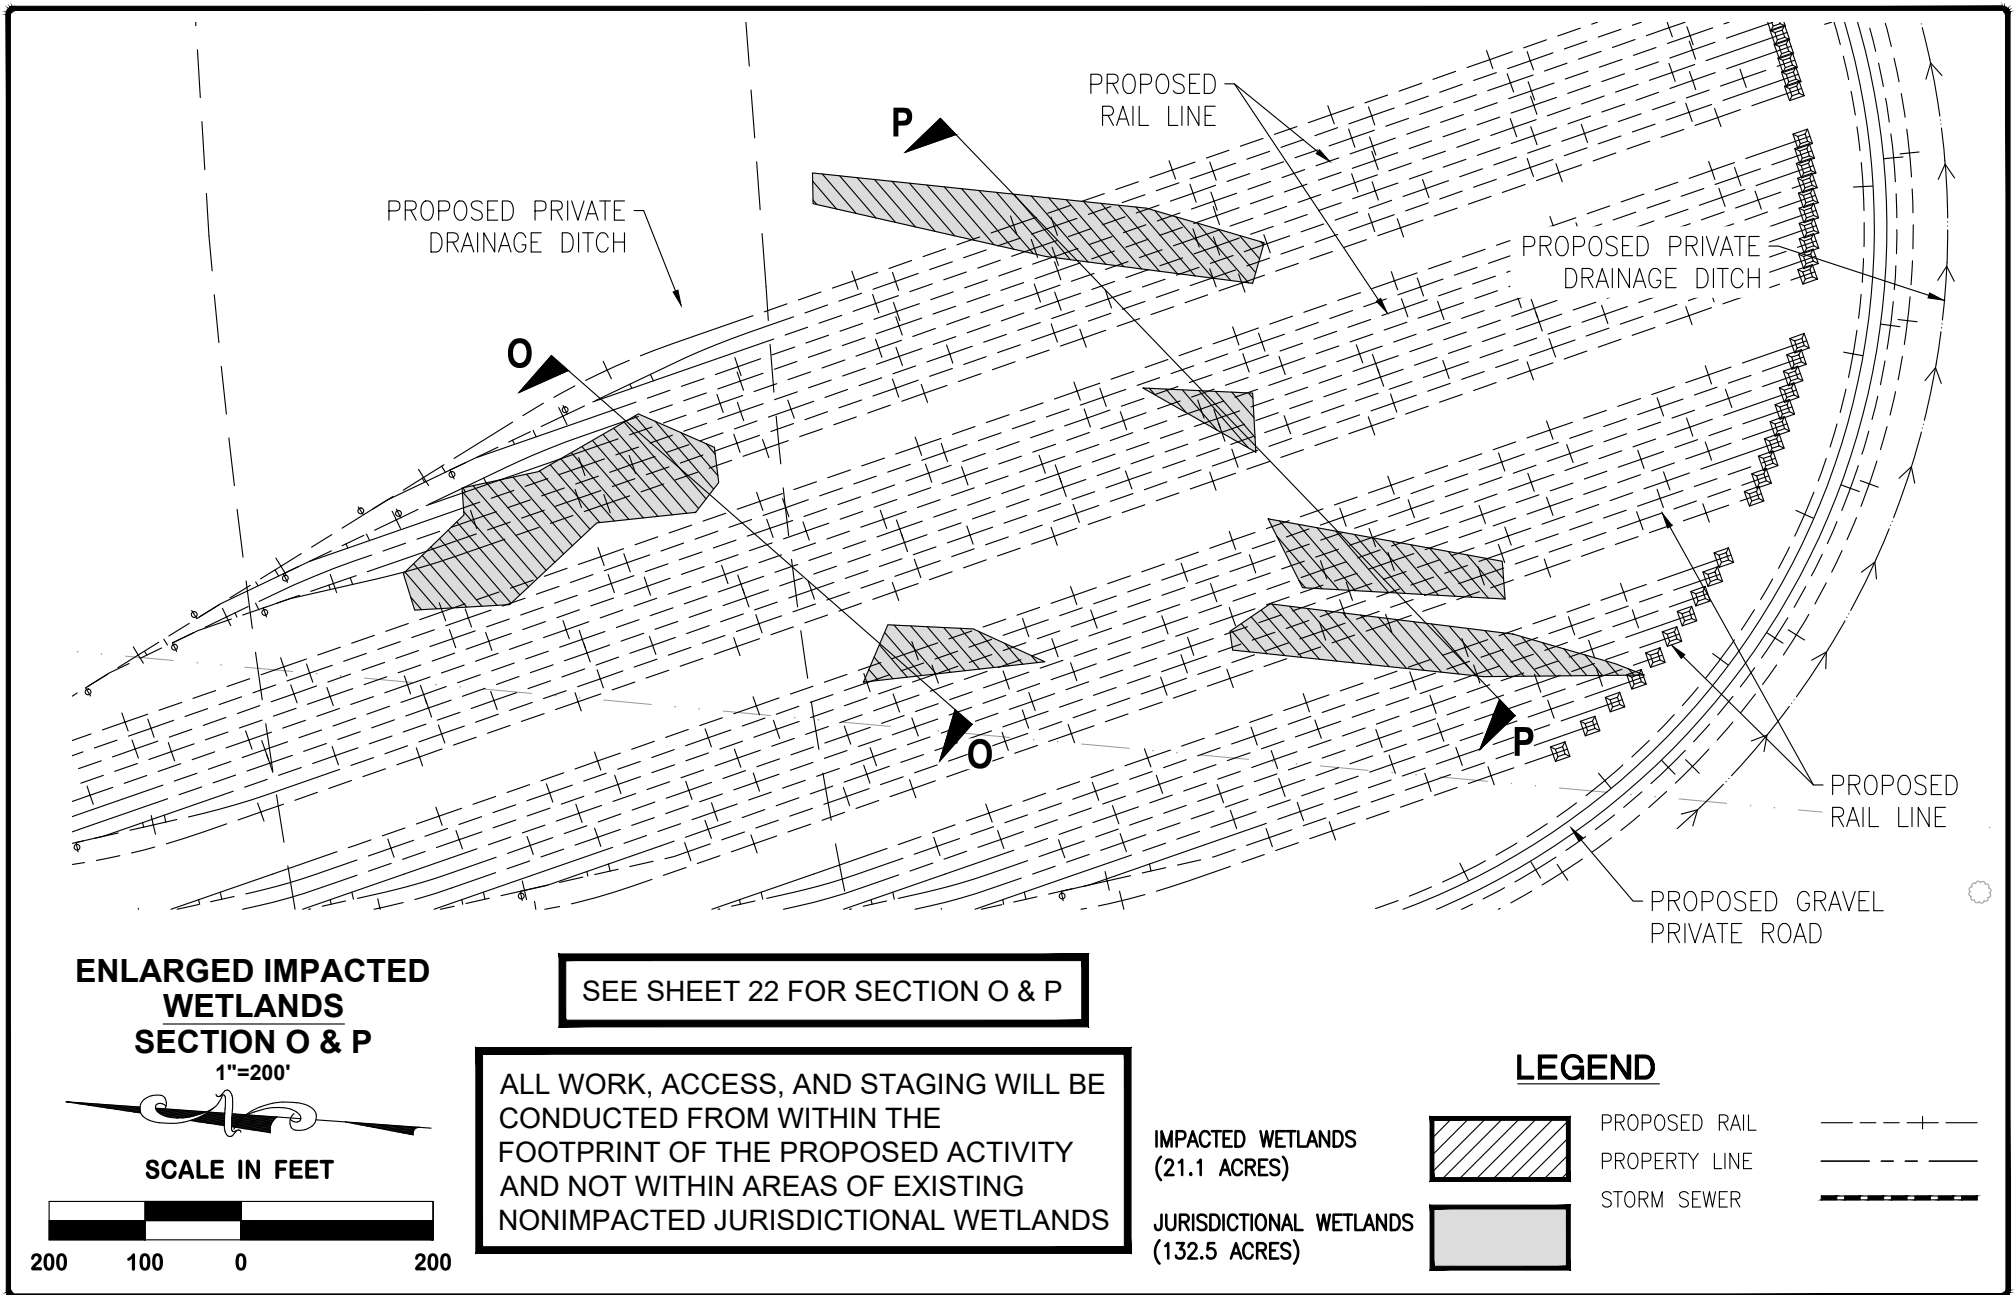 P
PROPOSED
RAIL LINE
PROPOSED PRIVATE
DRAINAGE DITCH
PROPOSED PRIVATE
DRAINAGE DITCH
O
O
P
PROPOSED
RAIL LINE
PROPOSED GRAVEL
PRIVATE ROAD
ENLARGED IMPACTED
WETLANDS
SECTION O & P
1"=200'
SCALE IN FEET
200 100 0 200
SEE SHEET 22 FOR SECTION O & P
ALL WORK, ACCESS, AND STAGING WILL BE
CONDUCTED FROM WITHIN THE
FOOTPRINT OF THE PROPOSED ACTIVITY
AND NOT WITHIN AREAS OF EXISTING
NONIMPACTED JURISDICTIONAL WETLANDS
LEGEND
IMPACTED WETLANDS
(21.1 ACRES)
JURISDICTIONAL WETLANDS
(132.5 ACRES)
PROPOSED RAIL
PROPERTY LINE
STORM SEWER